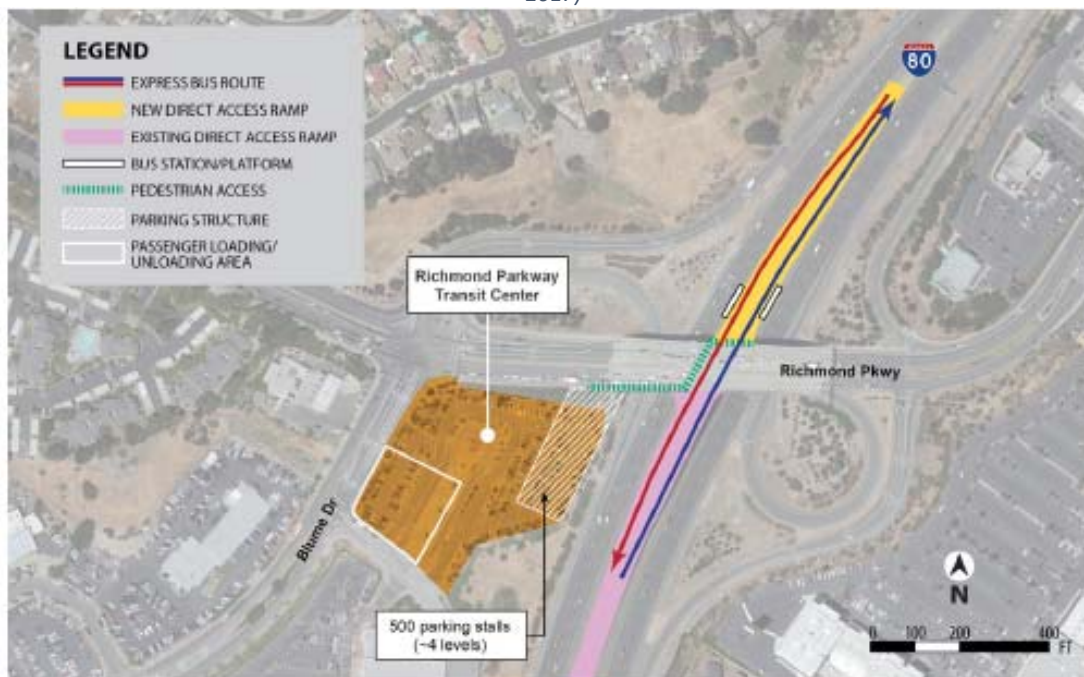 2017)
LEGEND
EXPRESS BUS ROUTE
NEW DIRECT ACCESS RAMP
EXISTING DIRECT ACCESS RAMP
BUS STATION/PLATFORM
PEDESTRIAN ACCESS
PARKING STRUCTURE
PASSENGER LOADING/
UNLOADING AREA
80
Richmond Parkway
Transit Center
Richmond Pkwy
Blume Dr
500 parking stalls
(~4 levels)
N
0 100 200 400
FT